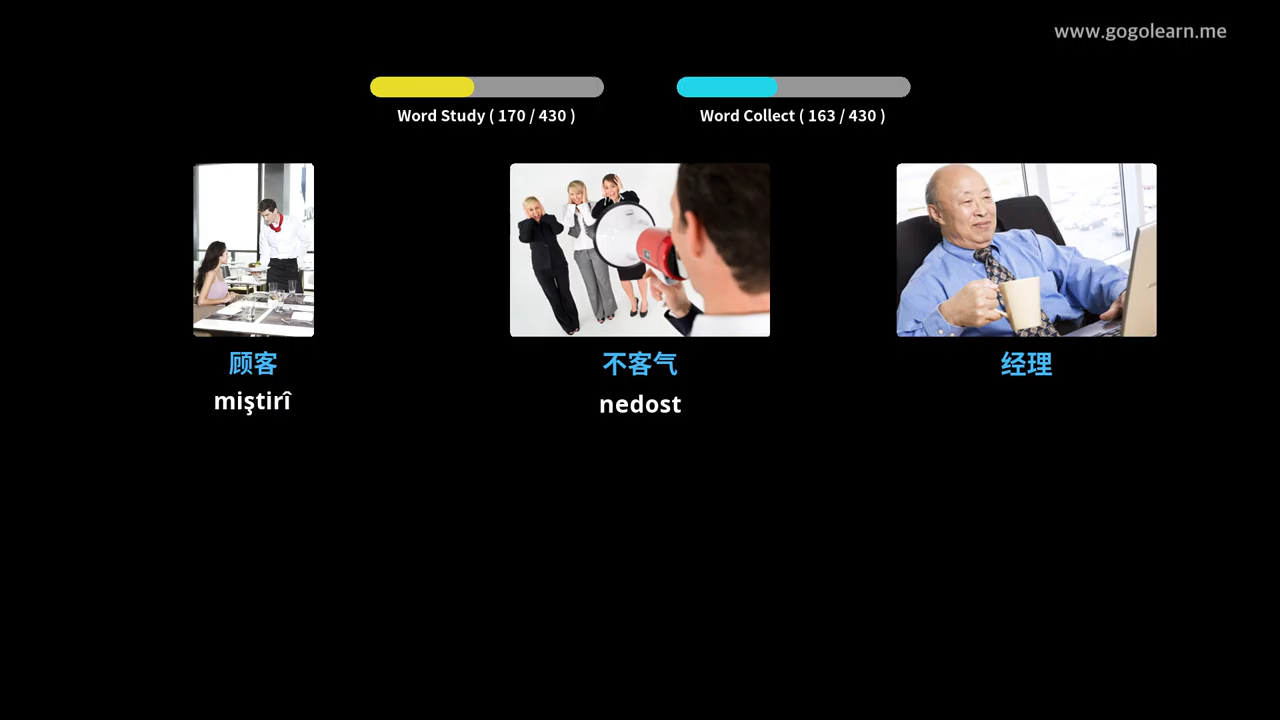 www.gogolearn.me
Word Study ( 170 / 430 )
Word Collect ( 163 / 430 )
顾客
不客气
经理
miştirî
nedost